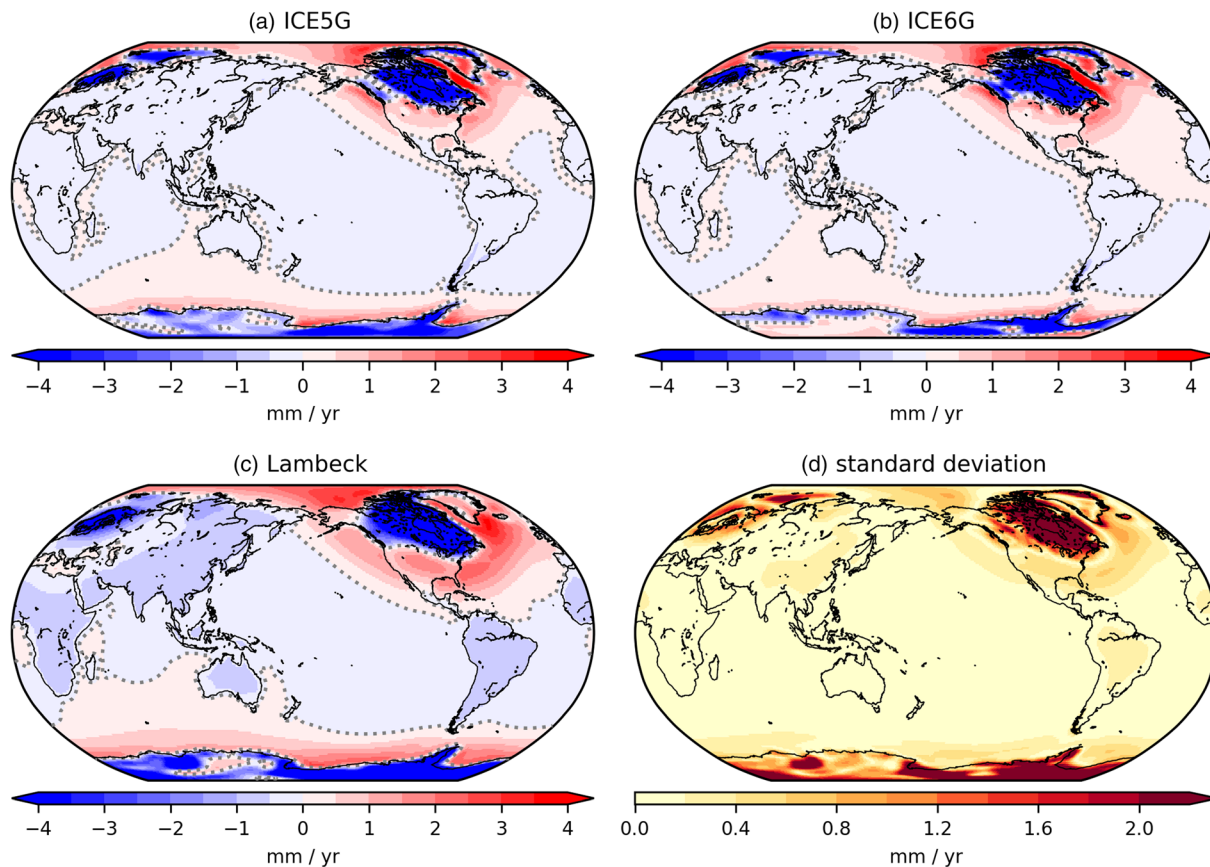 (a) ICE5G
(b) ICE6G
−4 −3 −2 −1 0 1 2 3 4
mm / yr
−4 −3 −2 −1 0 1 2 3 4
mm / yr
(c) Lambeck
(d) standard deviation
−4 −3 −2 −1 0 1 2 3 4
mm / yr
0.0 0.4 0.8 1.2 1.6 2.0
mm / yr